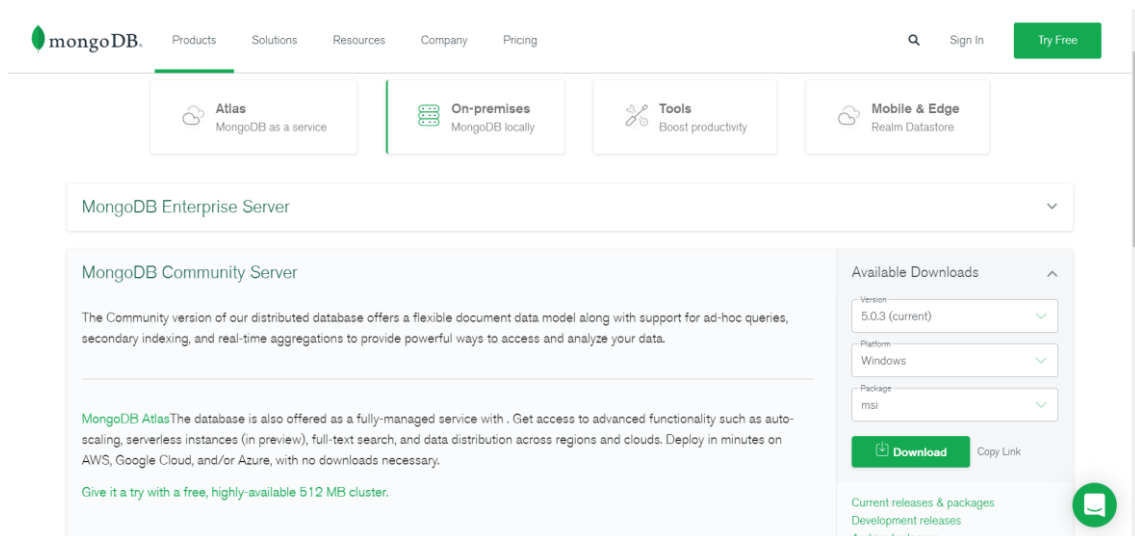 mongoDB.
Products Solutions Resources Company Pricing Sign In Try Free
Atlas
MongoDB as a service
On-premises
MongoDB locally
Tools
Boost productivity
Mobile & Edge
Realm Datastore
MongoDB Enterprise Server
MongoDB Community Server
The Community version of our distributed database offers a flexible document data model along with support for ad-hoc queries,
secondary indexing, and real-time aggregations to provide powerful ways to access and analyze your data.
MongoDB AtlasThe database is also offered as a fully-managed service with . Get access to advanced functionality such as auto-
scaling, serverless instances (in preview), full-text search, and data distribution across regions and clouds. Deploy in minutes on
AWS, Google Cloud, and/or Azure, with no downloads necessary.
Give it a try with a free, highly-available 512 MB cluster.
Available Downloads
Version
5.0.3 (current)
Platform
Windows
Package
msi
Download Copy Link
Current releases & packages
Development releases